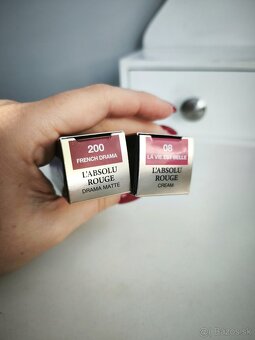 200
FRENCH DRAMA
L'ABSOLU
ROUGE
DRAMA MATTE
08
LA VIE EST BELLE
L'ABSOLU
ROUGE
CREAM
Bazos.sk